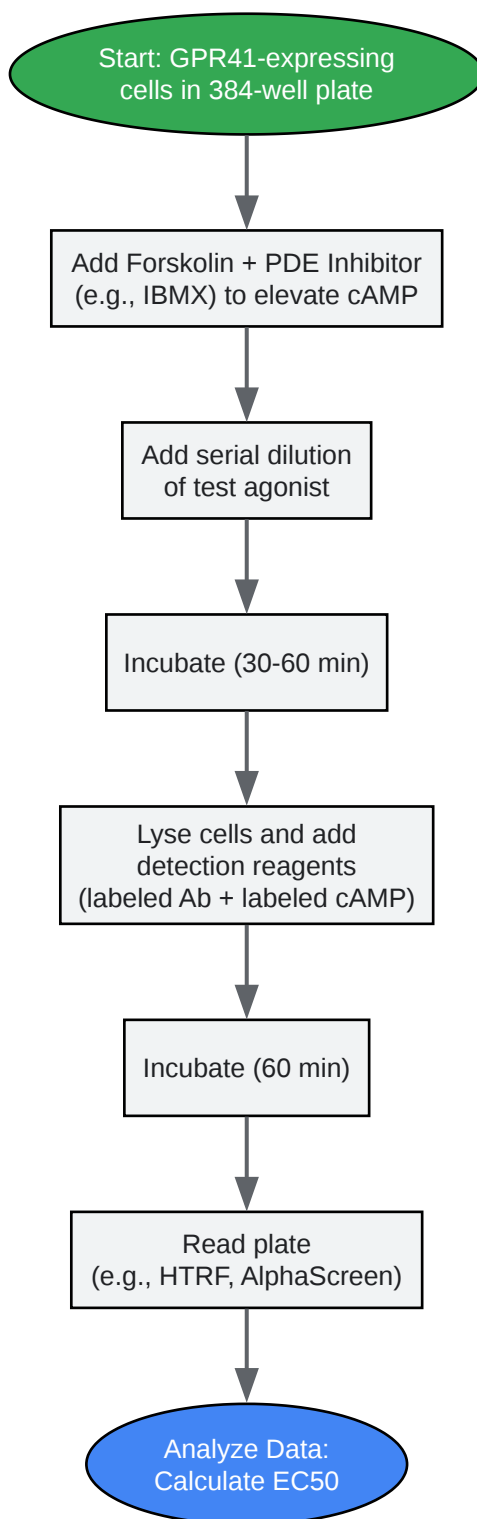 Start: GPR41-expressing
cells in 384-well plate
Add Forskolin + PDE Inhibitor
(e.g., IBMX) to elevate cAMP
Add serial dilution
of test agonist
Incubate (30-60 min)
Lyse cells and add
detection reagents
(labeled Ab + labeled cAMP)
Incubate (60 min)
Read plate
(e.g., HTRF, AlphaScreen)
Analyze Data:
Calculate EC50